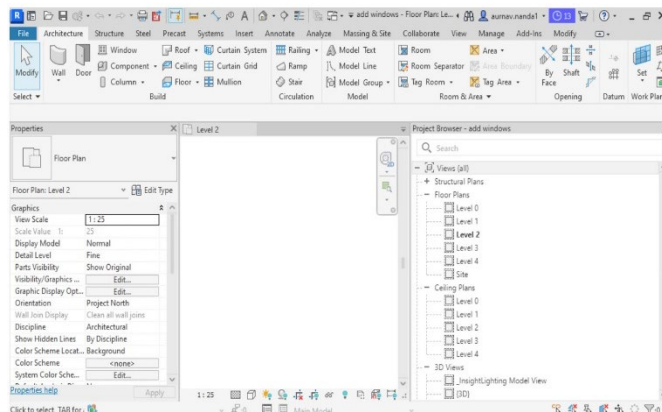 add windows - Floor Plan: Le...
aurnav.nanda1
File Architecture Structure Steel Precast Systems Insert Annotate Analyze Massing & Site Collaborate View Manage Add-Ins Modify
Modify Wall Door Window Component Column Roof Ceiling Floor Curtain System Curtain Grid Mullion Railing Ramp Stair Model Text Model Line Model Group Room Room Separator Tag Room Area Area Boundary Tag Area By Face Shaft Set
Select Build Circulation Model Room & Area Opening Datum Work Plan
Properties
Floor Plan
Floor Plan: Level 2 Edit Type
Graphics
View Scale 1 : 25
Scale Value 1: 25
Display Model Normal
Detail Level Fine
Parts Visibility Show Original
Visibility/Graphics ... Edit...
Graphic Display Opt... Edit...
Orientation Project North
Wall Join Display Clean all wall joins
Discipline Architectural
Show Hidden Lines By Discipline
Color Scheme Locat... Background
Color Scheme <none>
System Color Sche... Edit...
Properties help Apply
Level 2
1 : 25
Click to select, TAB for
Main Model
Project Browser - add windows
Search
Views (all)
Structural Plans
Floor Plans
Level 0
Level 1
Level 2
Level 3
Level 4
Site
Ceiling Plans
Level 0
Level 1
Level 2
Level 3
Level 4
3D Views
_InsightLighting Model View
{3D}